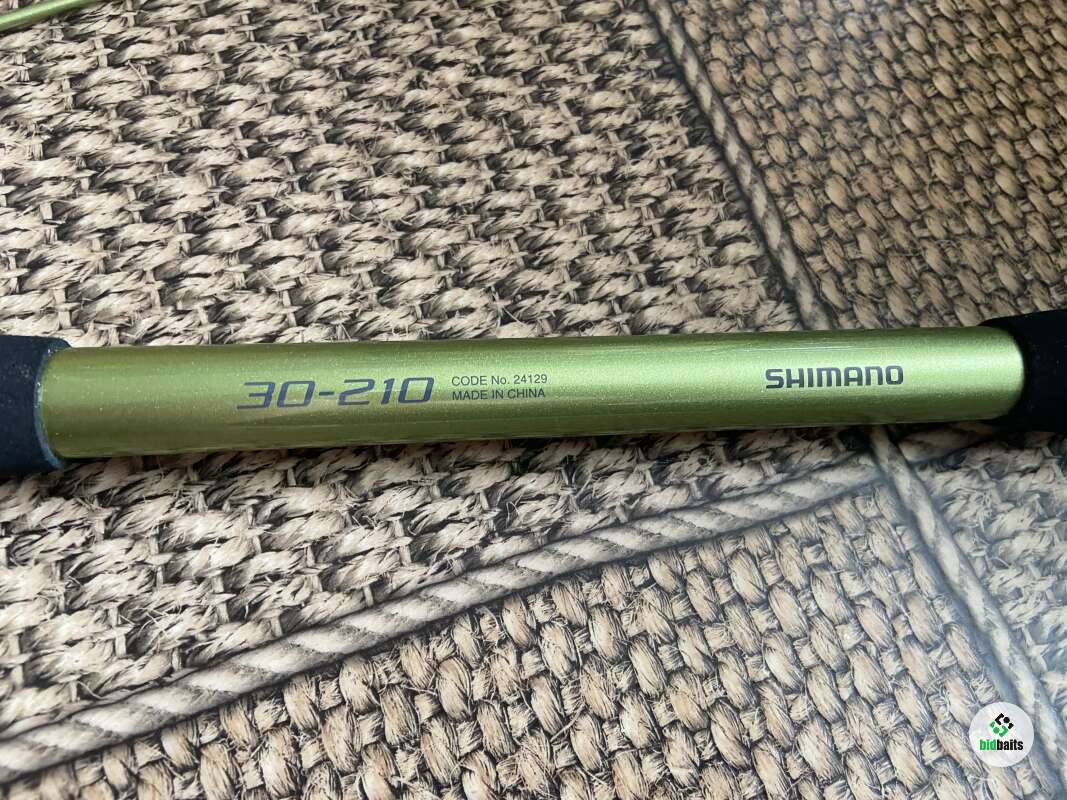 30-210
CODE No. 24129
MADE IN CHINA
SHIMANO
bidbaits